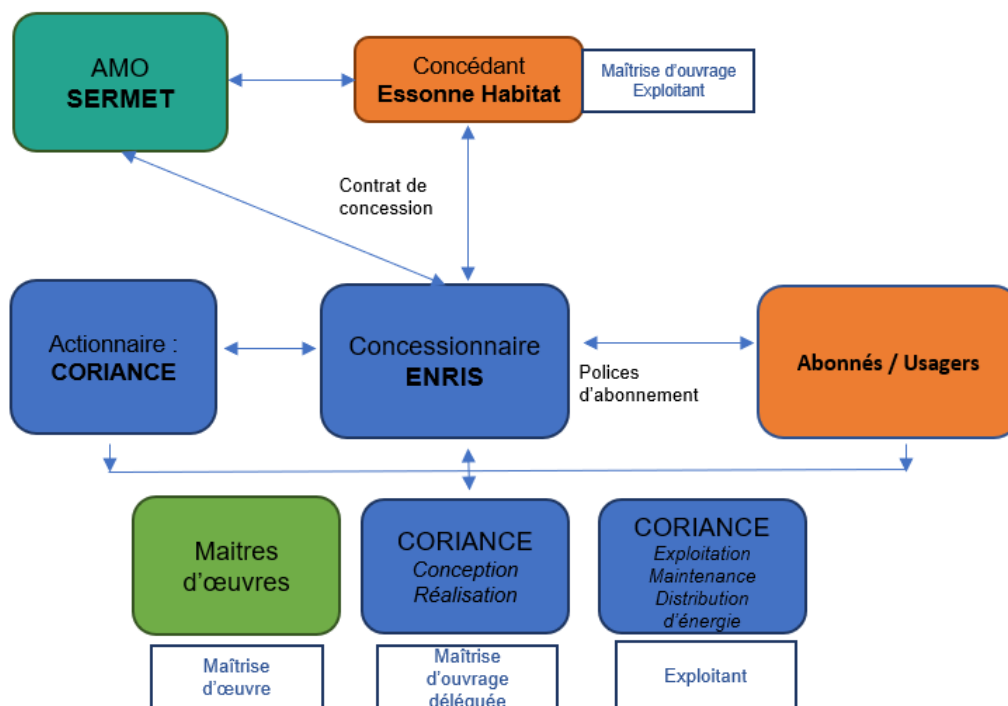 AMO
SERMET
Concédant
Essonne Habitat
Maîtrise d'ouvrage
Exploitant
Contrat de
concession
Actionnaire :
CORIANCE
Concessionnaire
ENRIS
Polices
d'abonnement
Abonnés / Usagers
Maitres
d'œuvres
CORIANCE
Conception
Réalisation
CORIANCE
Exploitation
Maintenance
Distribution
d'énergie
Maîtrise
d'œuvre
Maîtrise
d'ouvrage
déléguée
Exploitant